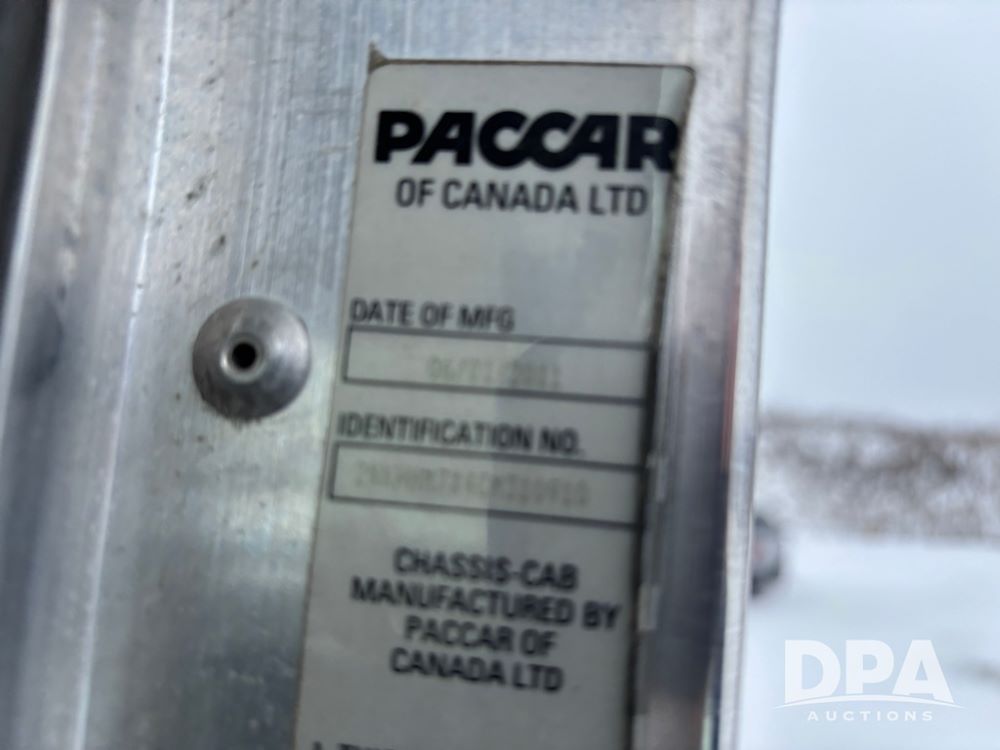 PACCAR
OF CANADA LTD
DATE OF MFG
IDENTIFICATION NO.
CHASSIS-CAB
MANUFACTURED BY
PACCAR OF
CANADA LTD
DPA
AUCTIONS